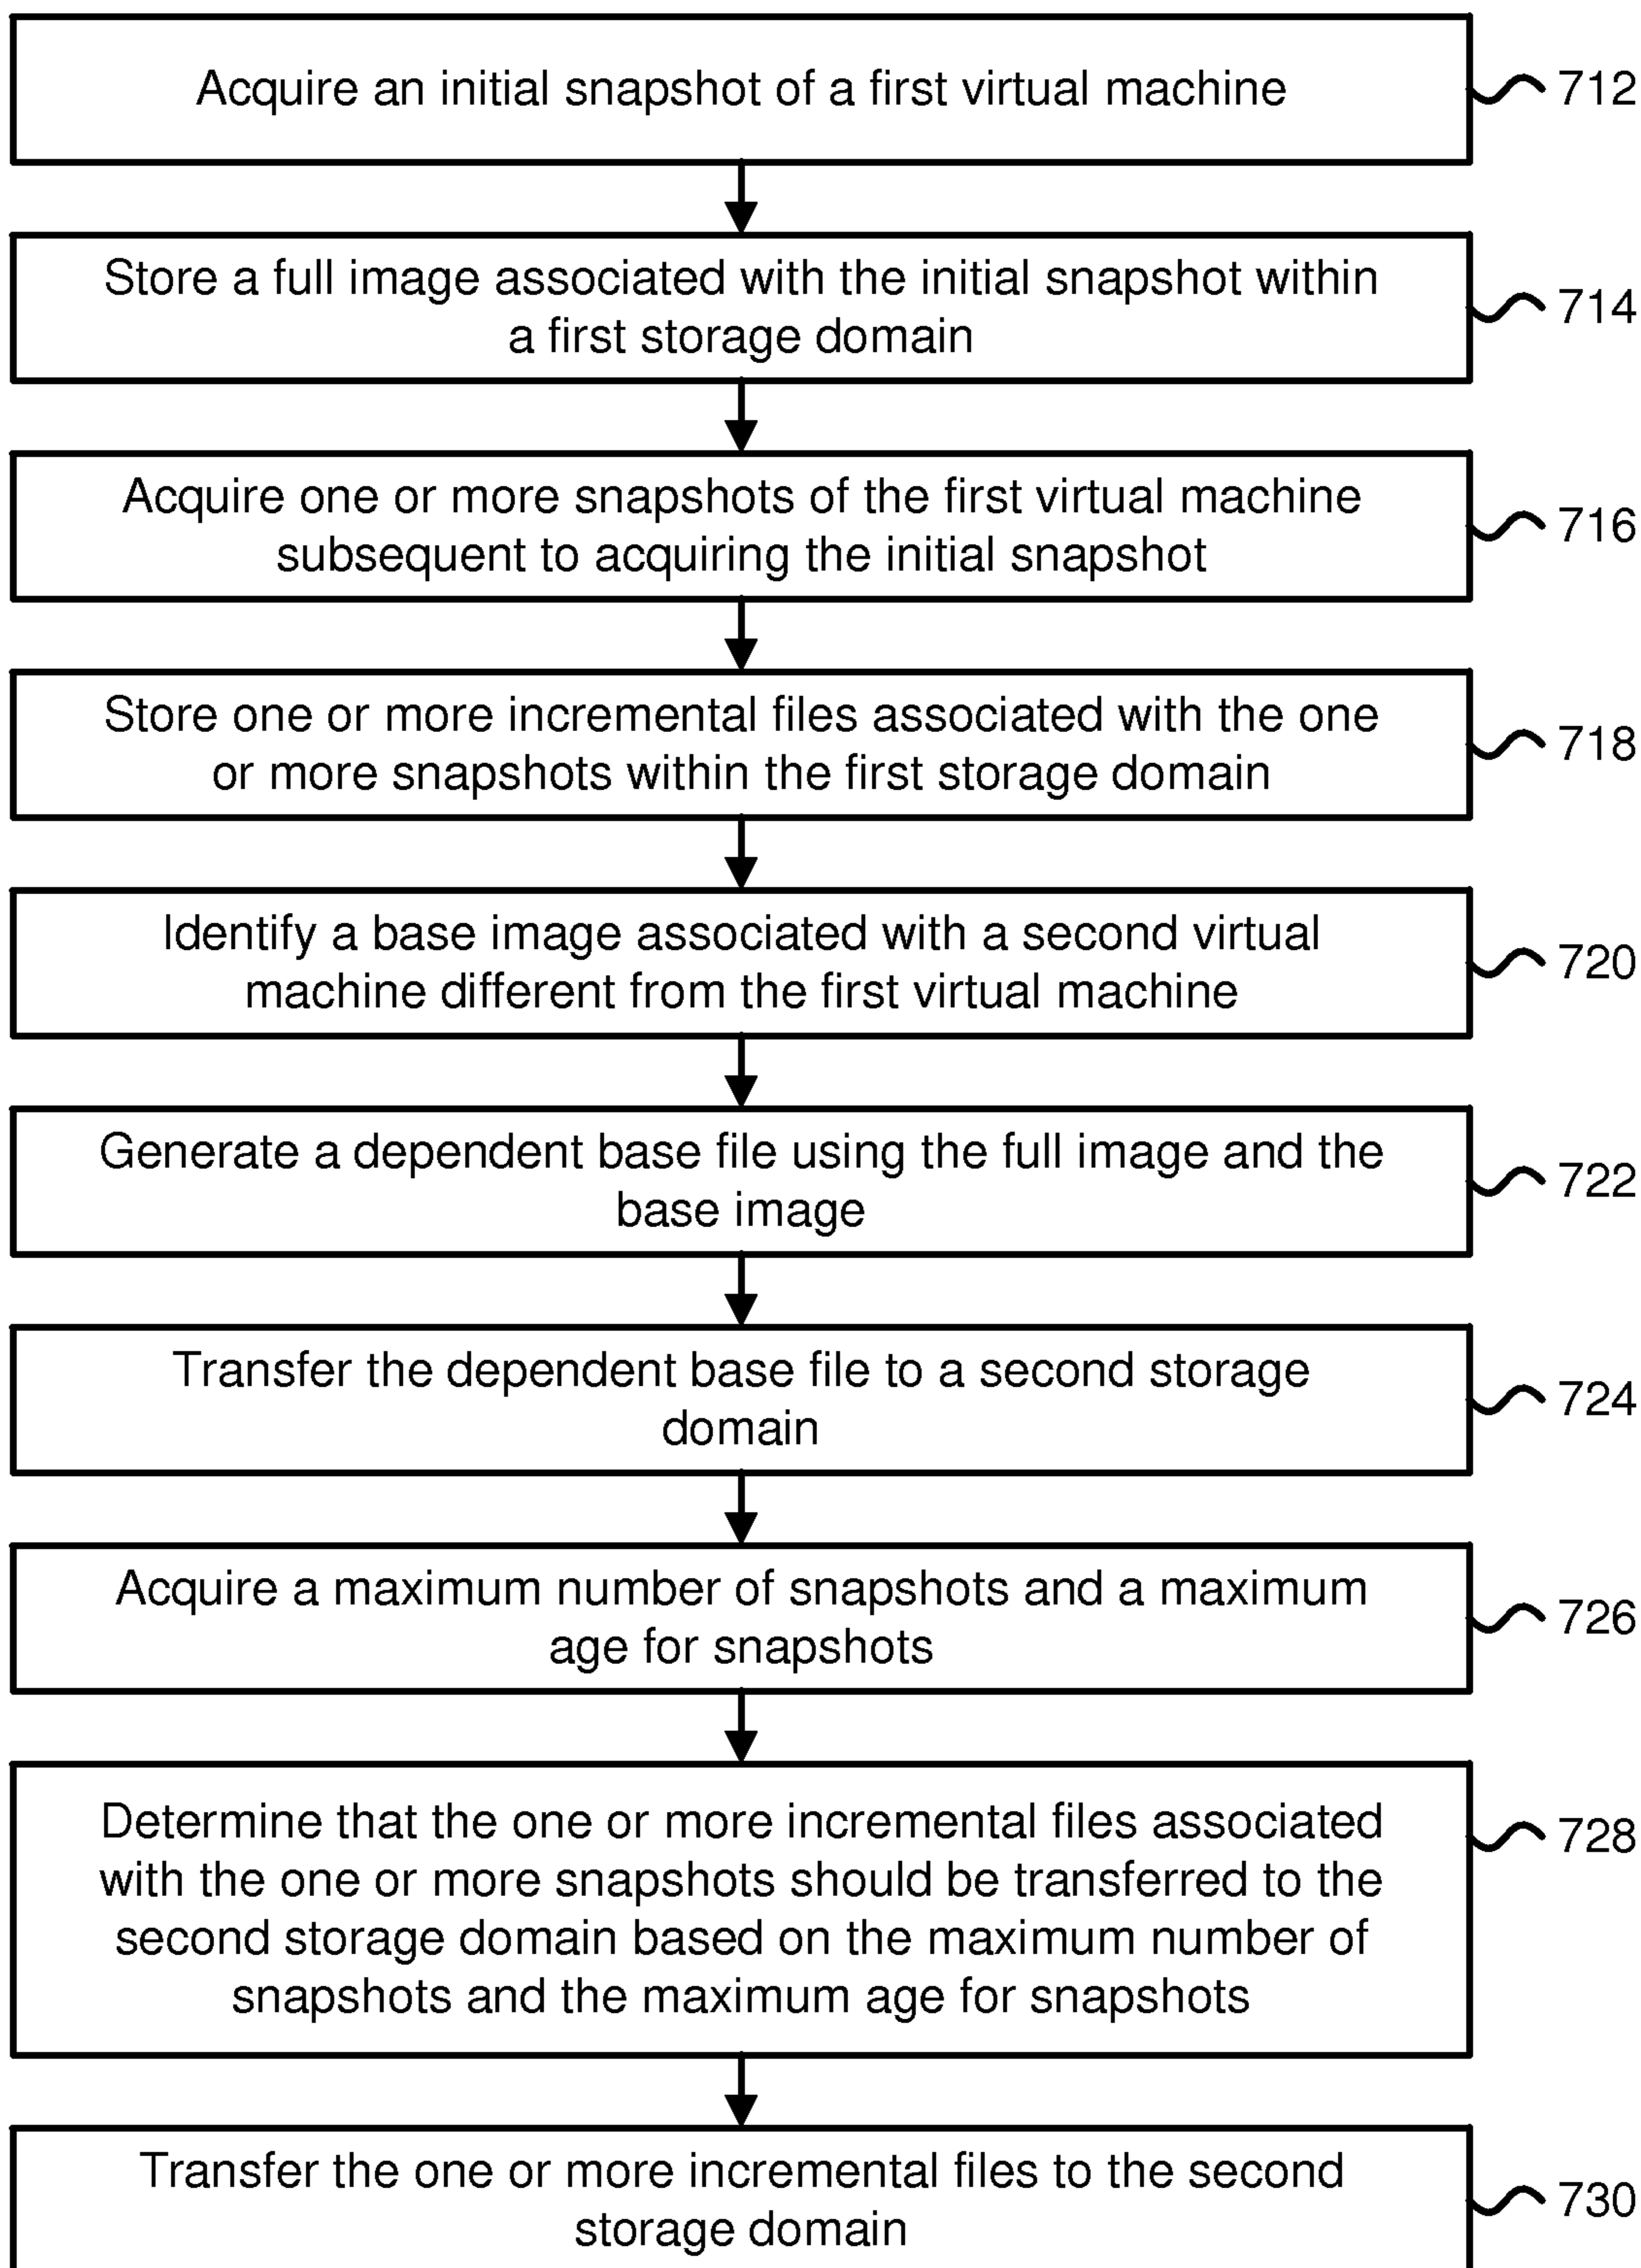 Acquire an initial snapshot of a first virtual machine
712
Store a full image associated with the initial snapshot within
a first storage domain
714
Acquire one or more snapshots of the first virtual machine
subsequent to acquiring the initial snapshot
716
Store one or more incremental files associated with the one
or more snapshots within the first storage domain
718
Identify a base image associated with a second virtual
machine different from the first virtual machine
720
Generate a dependent base file using the full image and the
base image
722
Transfer the dependent base file to a second storage
domain
724
Acquire a maximum number of snapshots and a maximum
age for snapshots
726
Determine that the one or more incremental files associated
with the one or more snapshots should be transferred to the
second storage domain based on the maximum number of
snapshots and the maximum age for snapshots
728
Transfer the one or more incremental files to the second
storage domain
730